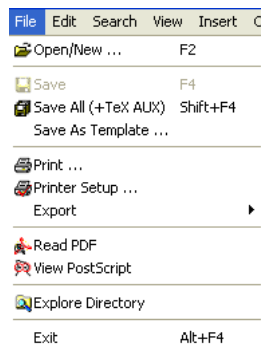 File Edit Search View Insert
Open/New ... F2
Save F4
Save All (+TeX AUX) Shift+F4
Save As Template ...
Print ...
Printer Setup ...
Export
Read PDF
View PostScript
Explore Directory
Exit Alt+F4